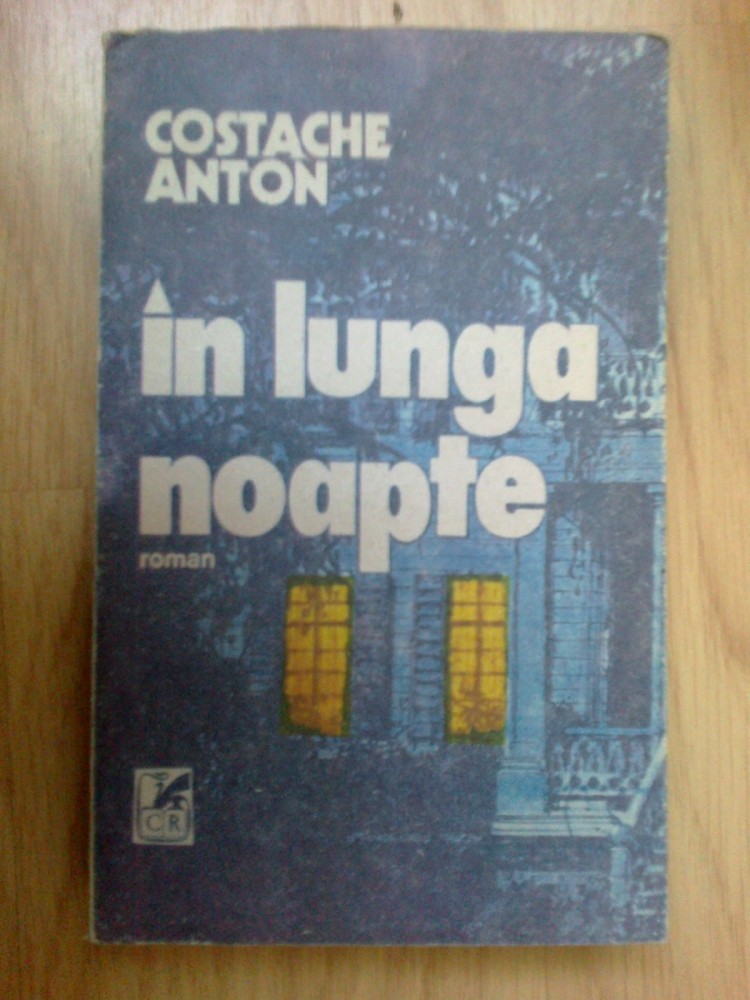 COSTACHE
ANTON
în lunga
noapte
roman
CR